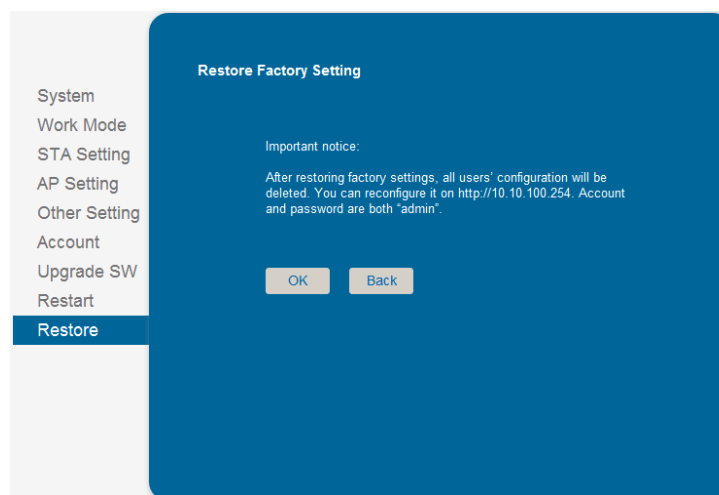 System
Work Mode
STA Setting
AP Setting
Other Setting
Account
Upgrade SW
Restart
Restore
Restore Factory Setting
Important notice:
After restoring factory settings, all users’ configuration will be
deleted. You can reconfigure it on http://10.10.100.254. Account
and password are both “admin”.
OK
Back